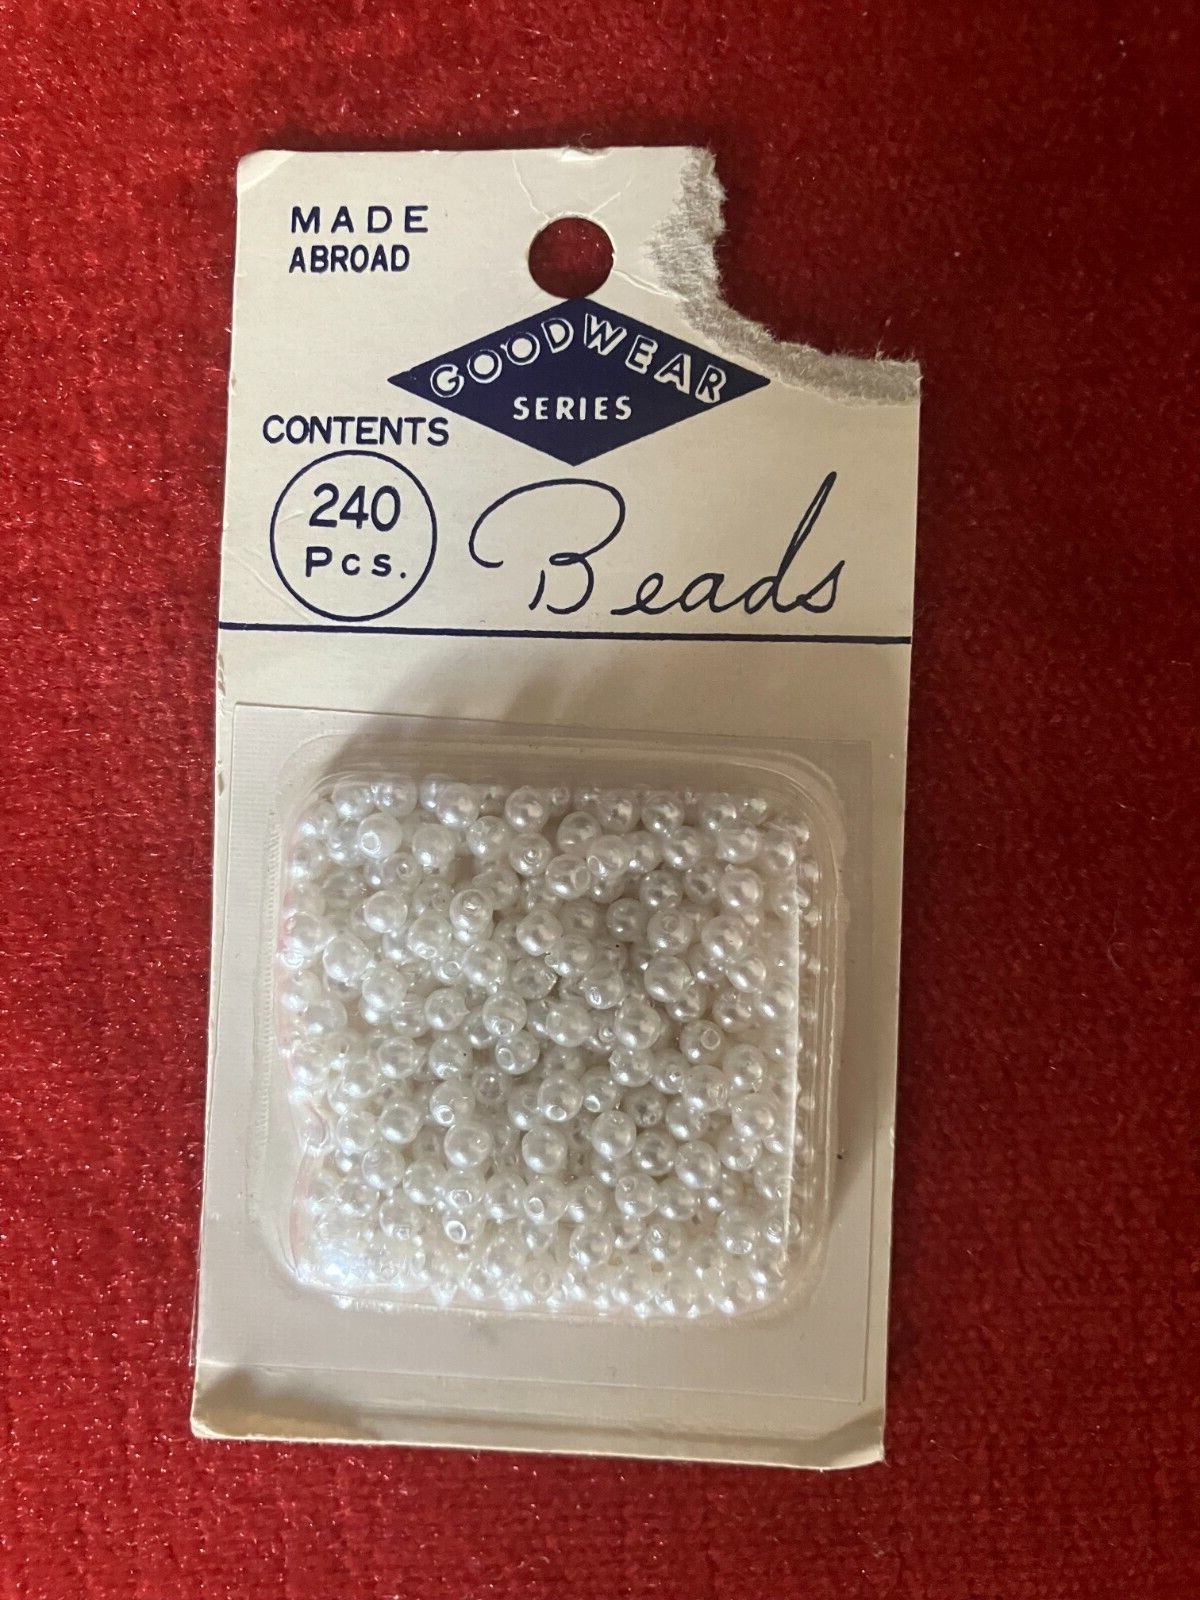 MADE
ABROAD
GOODWEAR
SERIES
CONTENTS
240
Pcs.
Beads